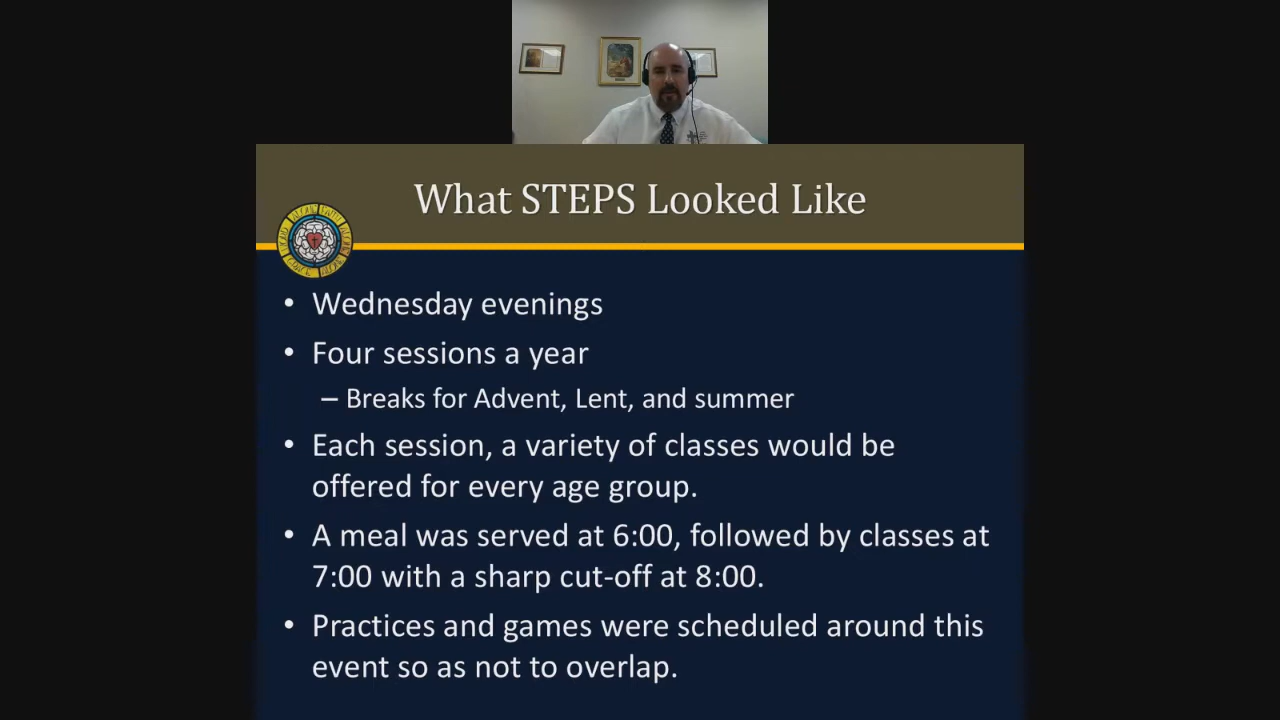 What STEPS Looked Like
• Wednesday evenings
• Four sessions a year
– Breaks for Advent, Lent, and summer
• Each session, a variety of classes would be
offered for every age group.
• A meal was served at 6:00, followed by classes at
7:00 with a sharp cut-off at 8:00.
• Practices and games were scheduled around this
event so as not to overlap.